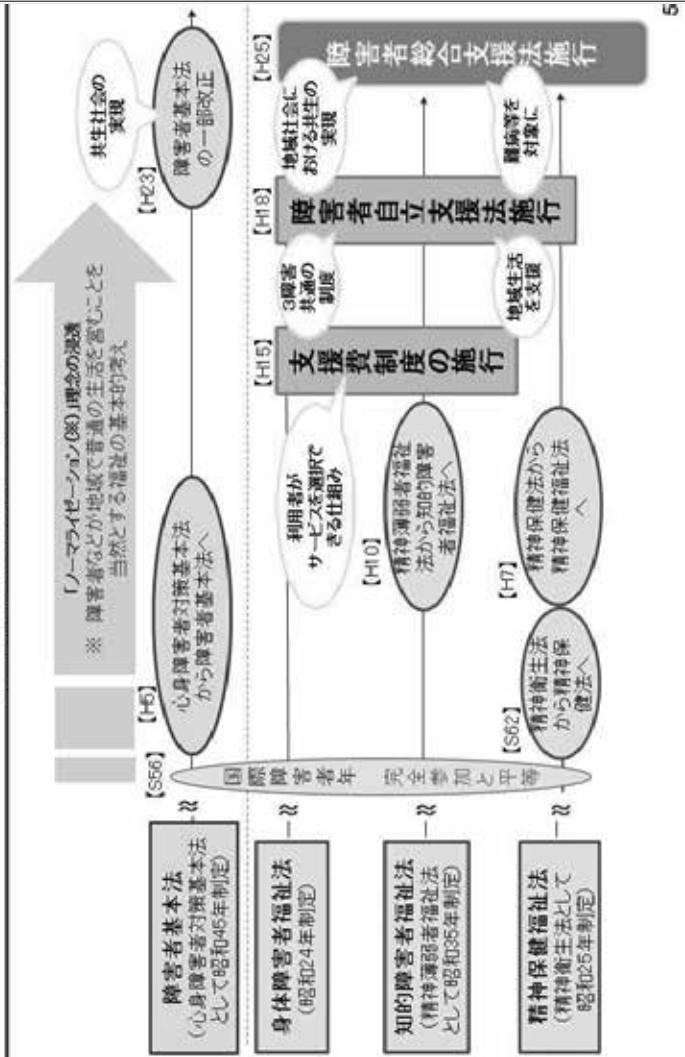 「ノーマライゼーション(※)」理念の浸透
※ 障害者などが地域で普通の生活を営むことを
当然とする福祉の基本的考え
共生社会の
実現
障害者基本法
(心身障害者対策基本法
として昭和45年制定)
【S56】
【H5】
心身障害者対策基本法
から障害者基本法へ
【H23】
障害者基本法
の一部改正
身体障害者福祉法
(昭和24年制定)
国際障害者年 完全参加と平等
利用者が
サービスを選択で
きる仕組み
【H15】
支援費制度の施行
3障害
共通の
制度
【H18】
障害者自立支援法施行
地域社会に
おける共生の
実現
【H25】
障害者総合支援法施行
知的障害者福祉法
(精神薄弱者福祉法
として昭和35年制定)
【H10】
精神薄弱者福祉
法から知的障害
者福祉法へ
地域生活
を支援
難病等を
対象に
精神保健福祉法
(精神衛生法として
昭和25年制定)
【S62】
精神衛生法
から精神保
健法へ
【H7】
精神保健法から
精神保健福祉法
へ
5